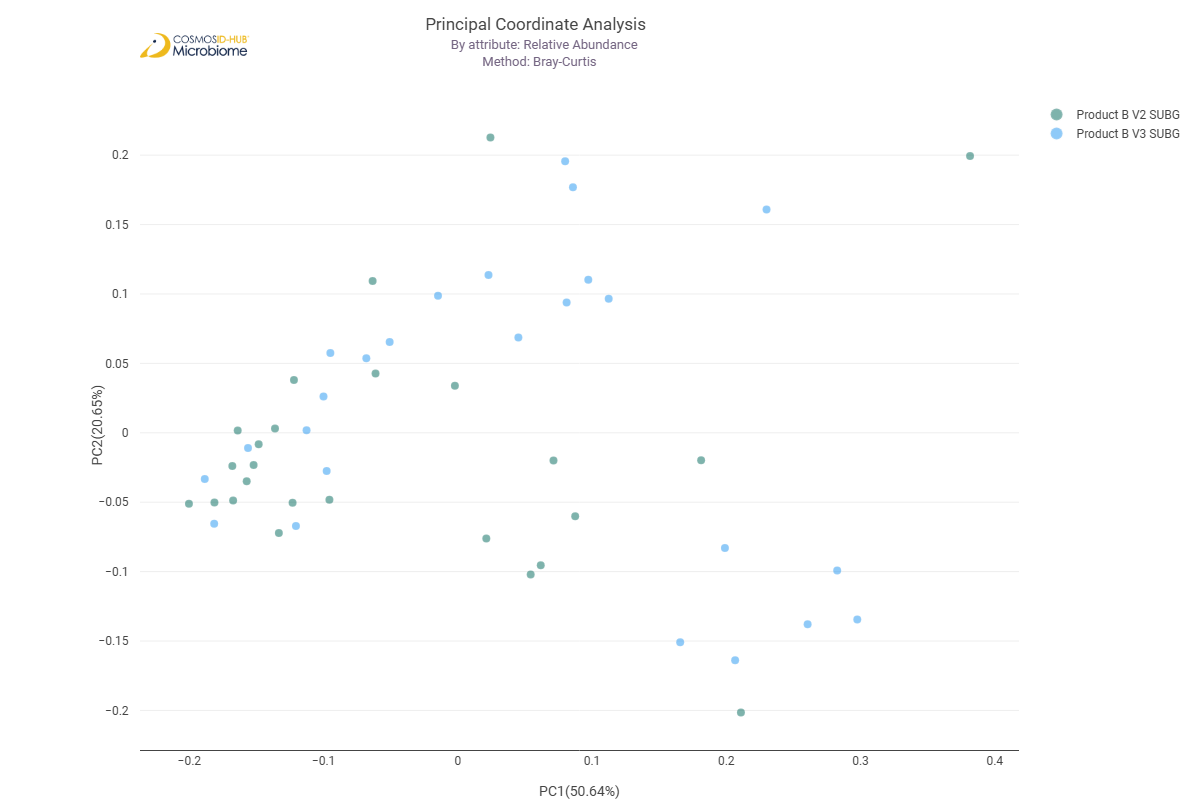 Principal Coordinate Analysis
By attribute: Relative Abundance
Method: Bray-Curtis
COSMOSID-HUB
Microbiome
Product B V2 SUBG
Product B V3 SUBG
0.2
0.15
0.1
0.05
0
−0.05
−0.1
−0.15
−0.2
PC2(20.65%)
−0.2
−0.1
0
0.1
0.2
0.3
0.4
PC1(50.64%)